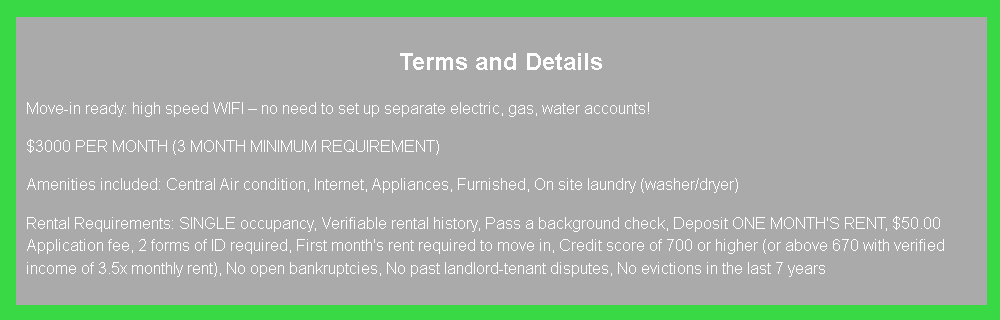 Terms and Details
Move-in ready: high speed WIFI – no need to set up separate electric, gas, water accounts!
$3000 PER MONTH (3 MONTH MINIMUM REQUIREMENT)
Amenities included: Central Air condition, Internet, Appliances, Furnished, On site laundry (washer/dryer)
Rental Requirements: SINGLE occupancy, Verifiable rental history, Pass a background check, Deposit ONE MONTH'S RENT, $50.00
Application fee, 2 forms of ID required, First month's rent required to move in, Credit score of 700 or higher (or above 670 with verified
income of 3.5x monthly rent), No open bankruptcies, No past landlord-tenant disputes, No evictions in the last 7 years